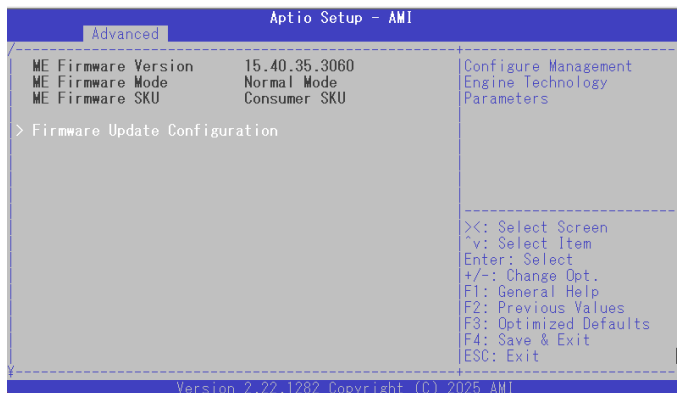 Aptio Setup - AMI
Advanced
ME Firmware Version 15.40.35.3060
ME Firmware Mode Normal Mode
ME Firmware SKU Consumer SKU
> Firmware Update Configuration
Configure Management
Engine Technology
Parameters
><: Select Screen
^v: Select Item
Enter: Select
+/-: Change Opt.
F1: General Help
F2: Previous Values
F3: Optimized Defaults
F4: Save & Exit
ESC: Exit
Version 2.22.1282 Copyright (C) 2025 AMI